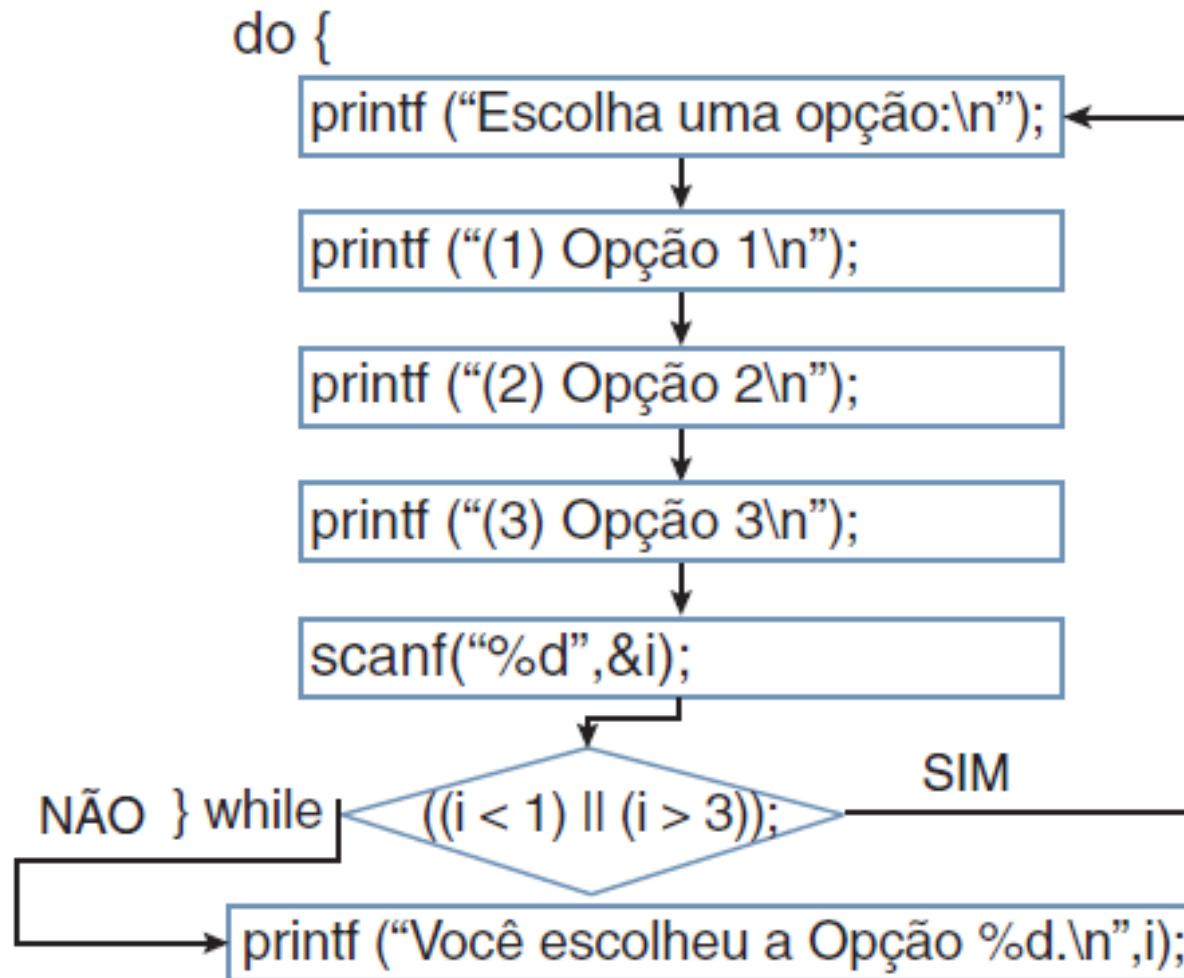 do {
printf (“Escolha uma opção:\n”);
printf (“(1) Opção 1\n”);
printf (“(2) Opção 2\n”);
printf (“(3) Opção 3\n”);
scanf(“%d”,&i);
SIM
NÃO } while ((i < 1) || (i > 3));
printf (“Você escolheu a Opção %d.\n”,i);